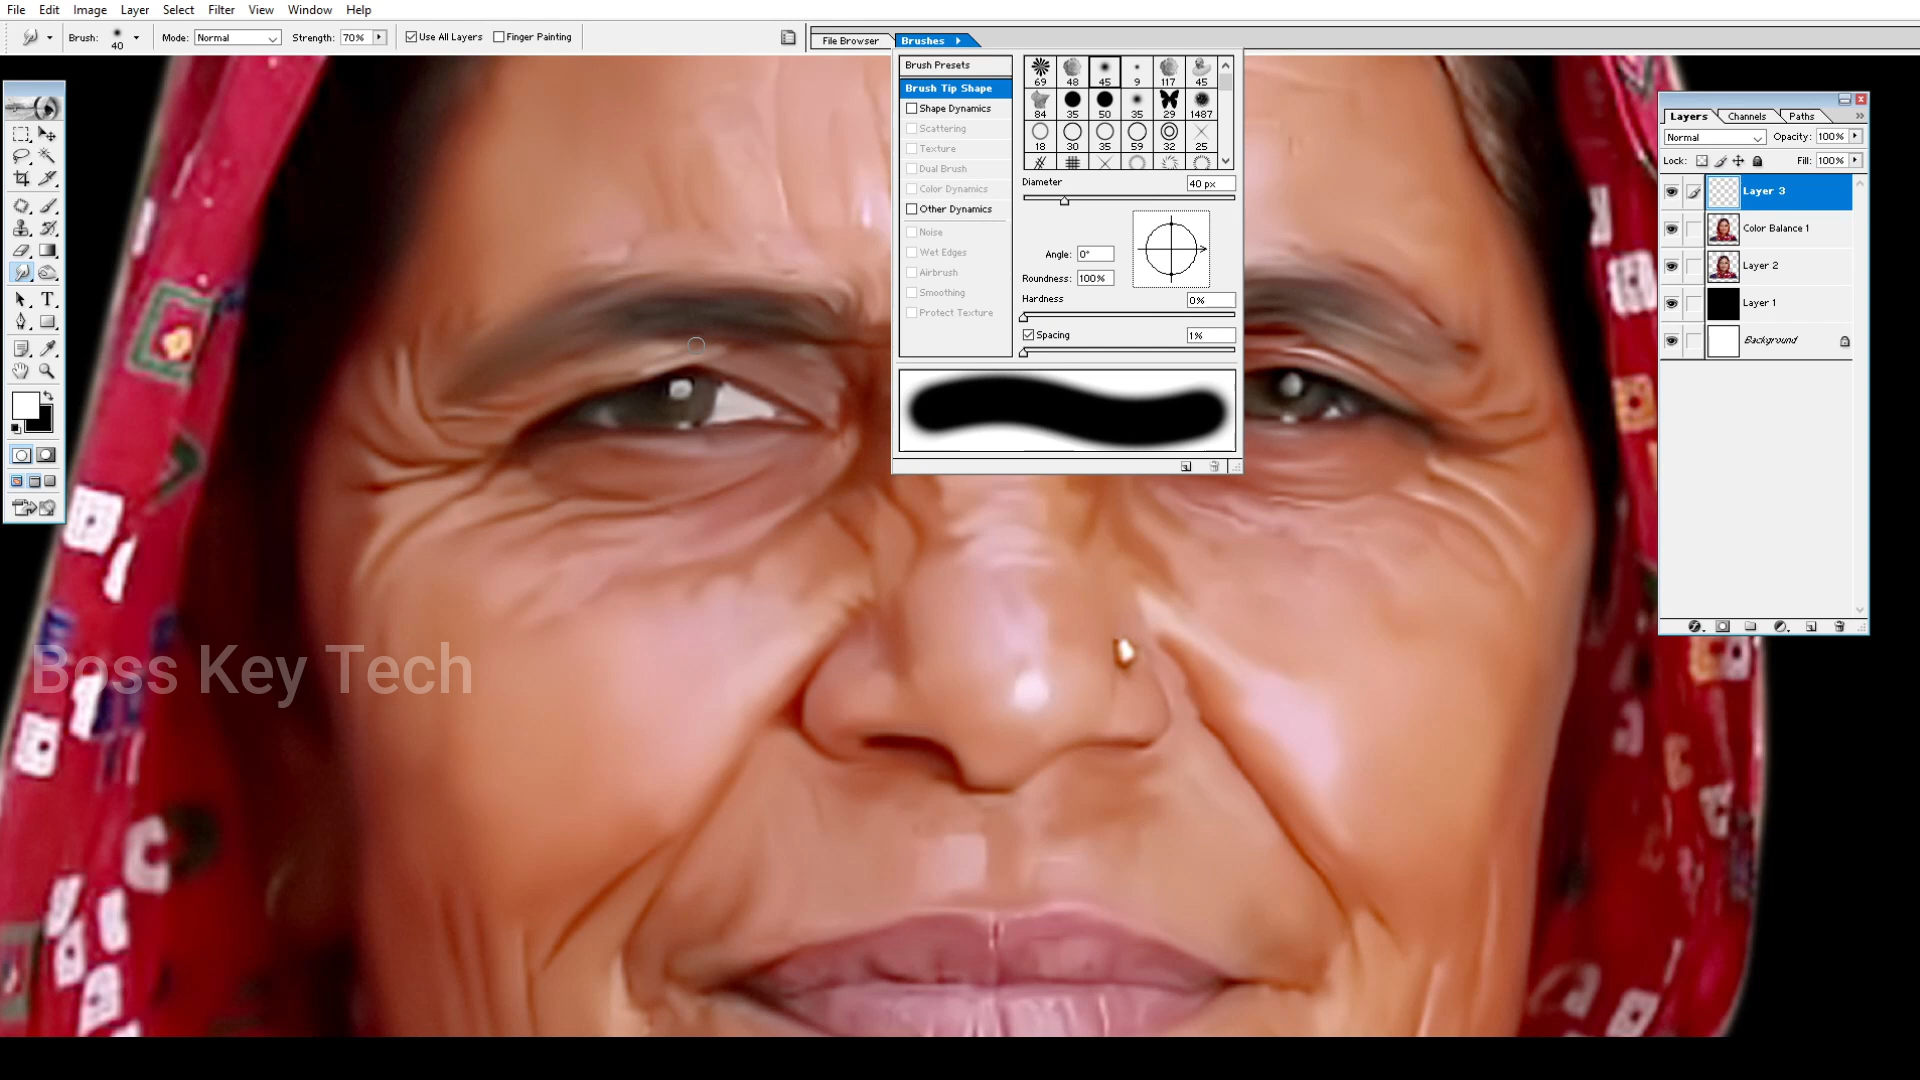 File Edit Image Layer Select Filter View Window Help
Brush: 40 Mode: Normal Strength: 70% Use All Layers Finger Painting File Browser Brushes
Brush Presets
Brush Tip Shape
Shape Dynamics
Scattering
Texture
Dual Brush
Color Dynamics
Other Dynamics
Noise
Wet Edges
Airbrush
Smoothing
Protect Texture
69 48 45 9 117 45
84 35 50 35 29 1487
18 30 35 59 32 25
Diameter 40 px
Angle: 0°
Roundness: 100%
Hardness 0%
Spacing 1%
Layers Channels Paths
Normal Opacity: 100%
Lock: Fill: 100%
Layer 3
Color Balance 1
Layer 2
Layer 1
Background
T
Boss Key Tech